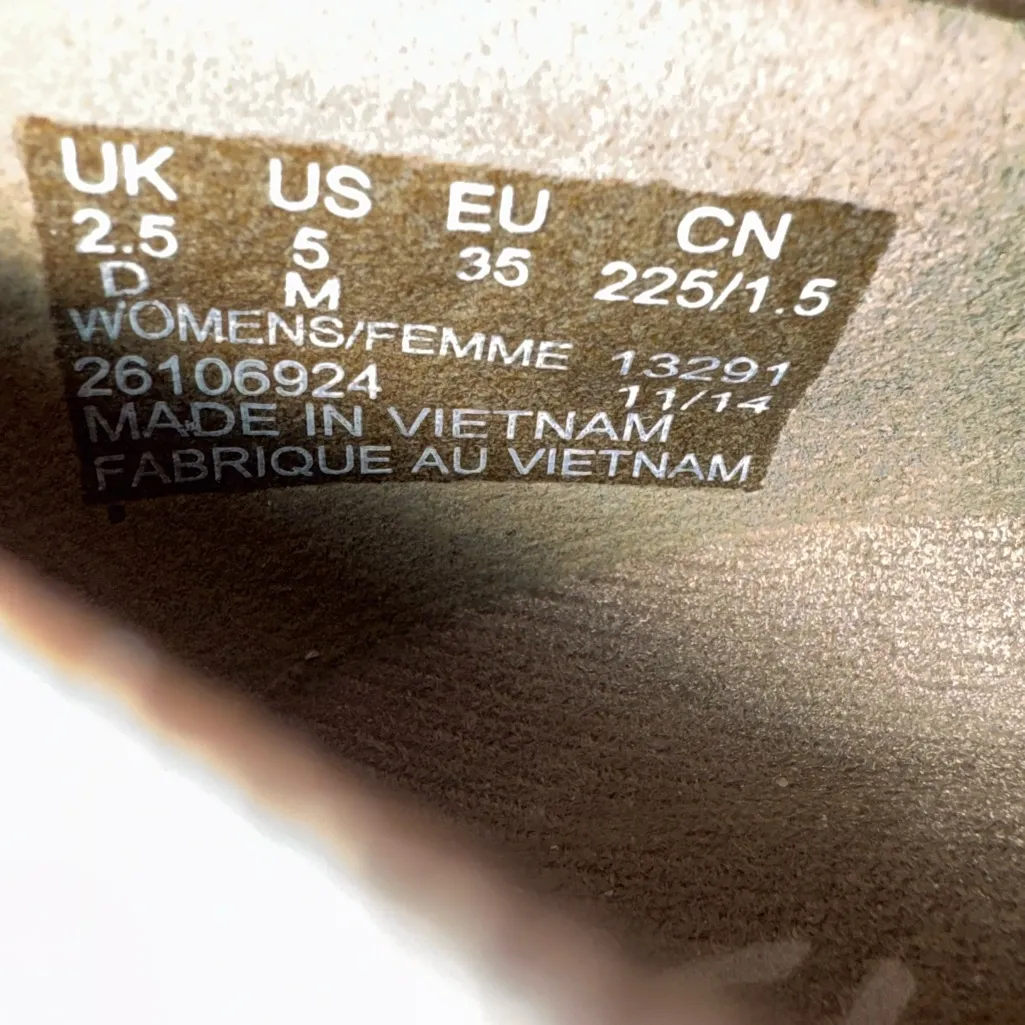 UK US EU CN
2.5 5 35 225/1.5
D M
WOMENS/FEMME 13291
26106924 11/14
MADE IN VIETNAM
FABRIQUE AU VIETNAM